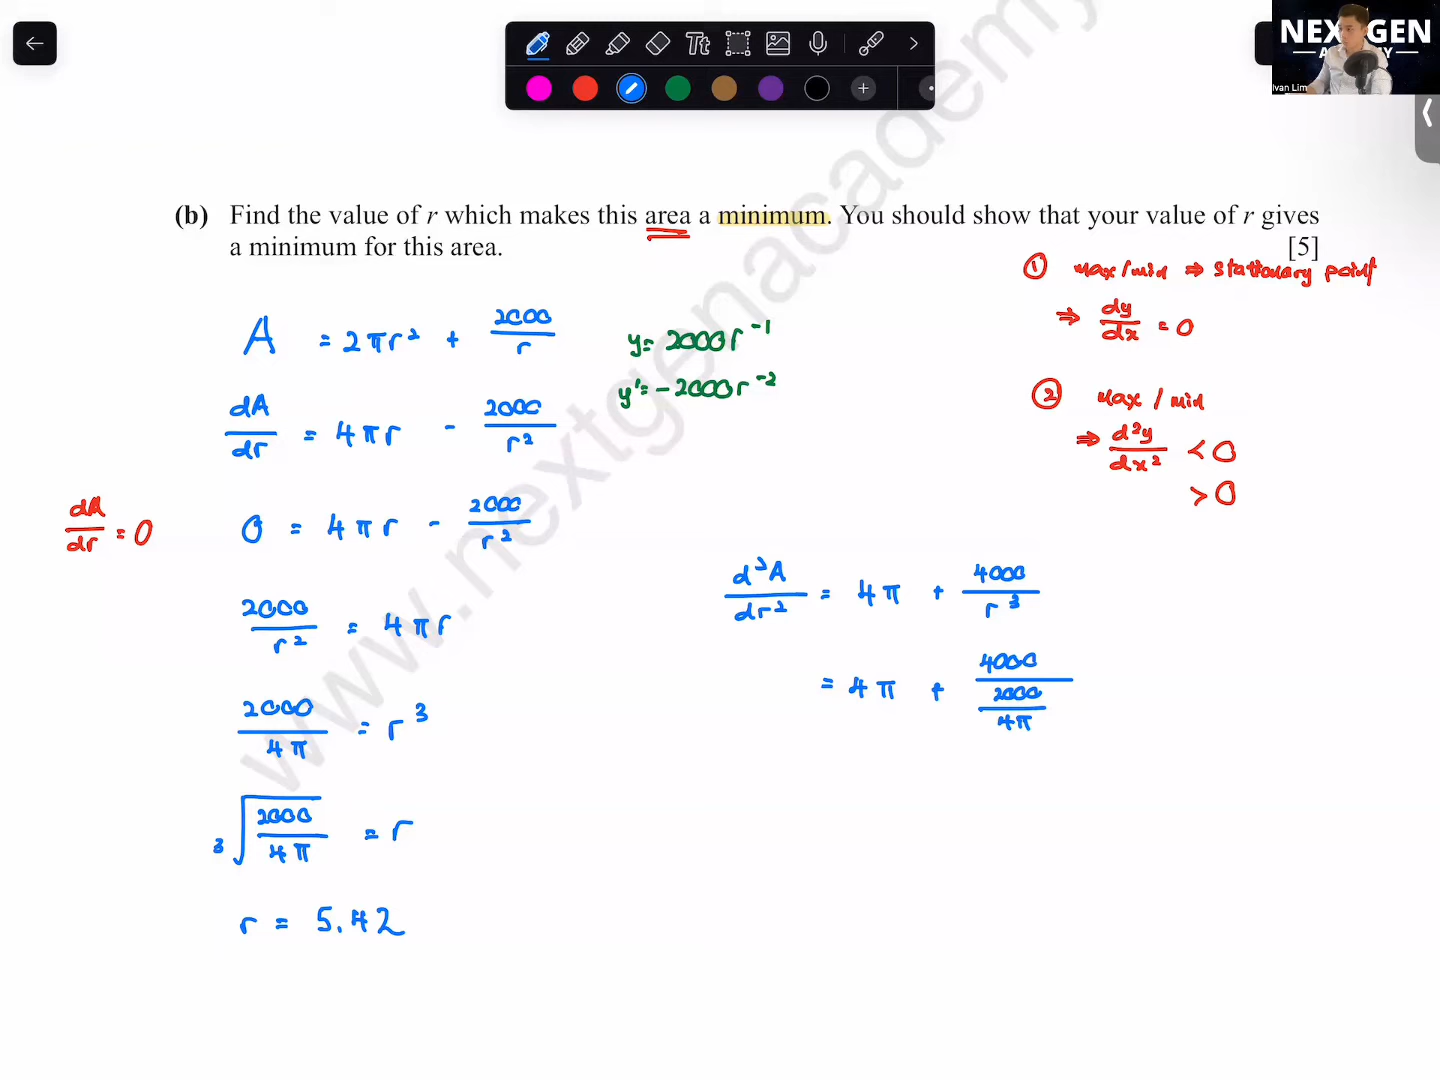 NEXTGEN
ACADEMY
Ivan Lim
Tt
(b) Find the value of r which makes this area a minimum. You should show that your value of r gives
a minimum for this area. [5]
① max/min ⇒ stationary point
⇒ dy/dx = 0
② max / min
⇒ d²y/dx² < 0
> 0
A = 2πr² + 2000/r
y = 2000r⁻¹
y' = -2000r⁻²
dA/dr = 4πr - 2000/r²
dA/dr = 0
0 = 4πr - 2000/r²
2000/r² = 4πr
2000/4π = r³
³√(2000/4π) = r
r = 5.42
d²A/dr² = 4π + 4000/r³
= 4π + 4000/(2000/4π)
www.nextgenacademy